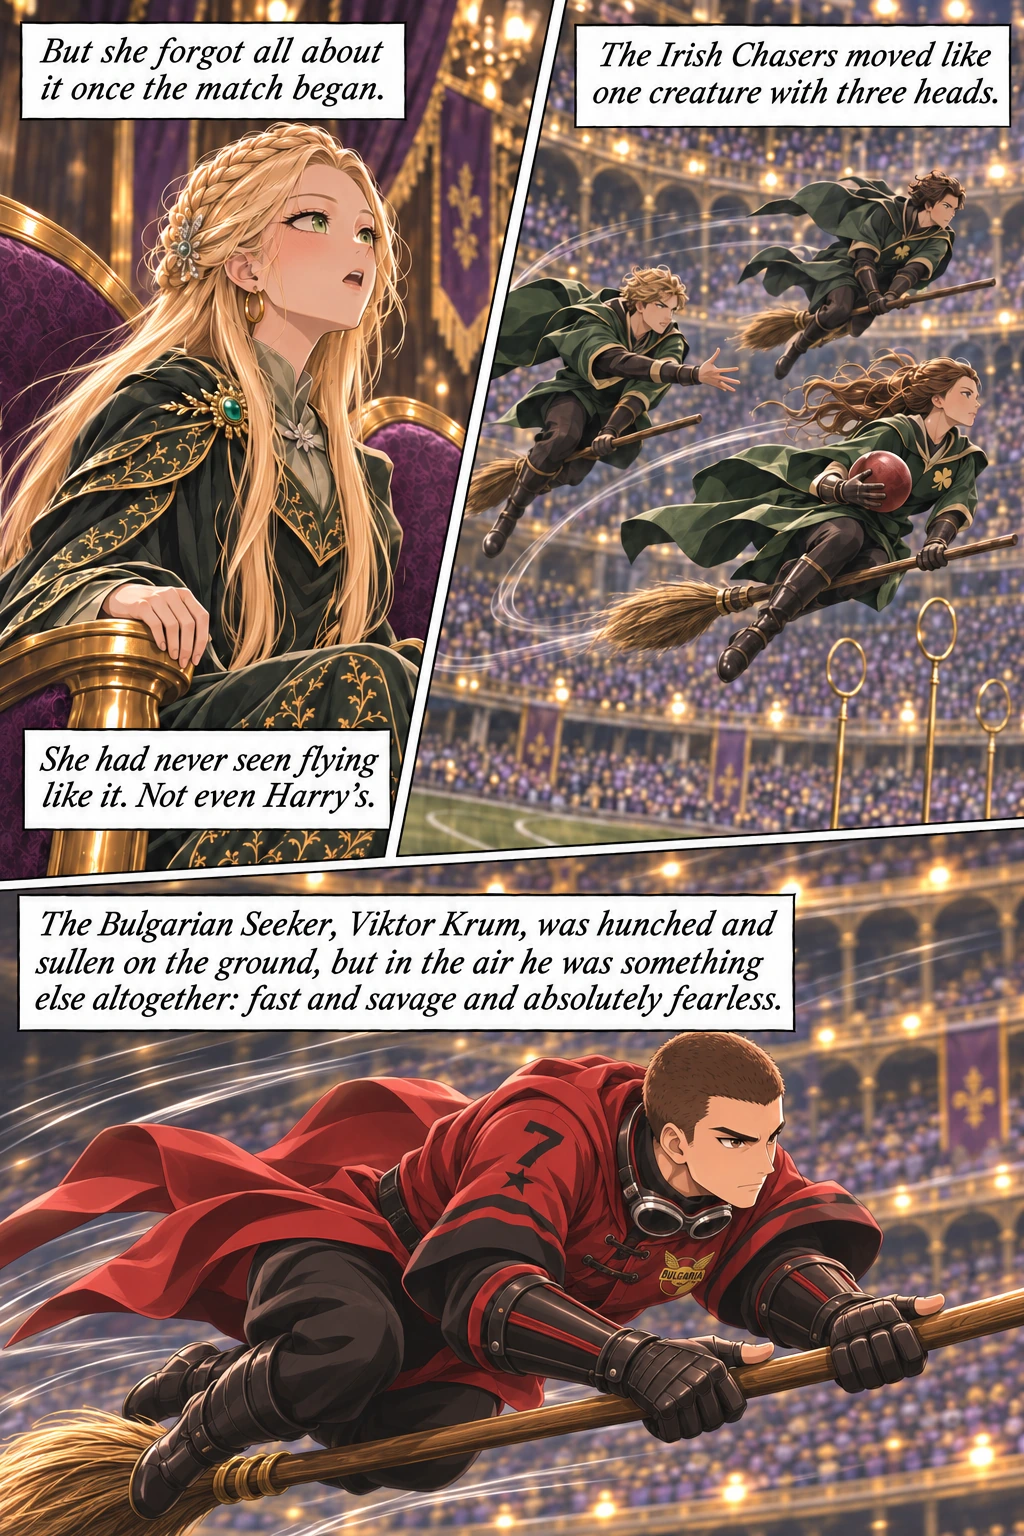 But she forgot all about
it once the match began.
The Irish Chasers moved like
one creature with three heads.
She had never seen flying
like it. Not even Harry's.
The Bulgarian Seeker, Viktor Krum, was hunched and
sullen on the ground, but in the air he was something
else altogether: fast and savage and absolutely fearless.
7
BULGARIA